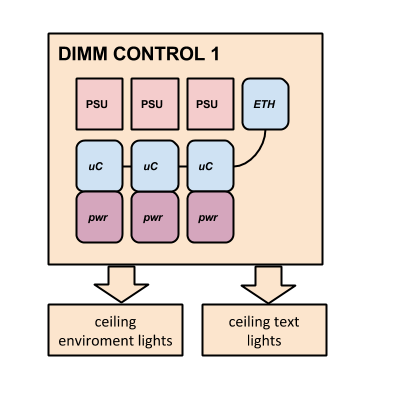 DIMM CONTROL 1
PSU PSU PSU ETH
uC uC uC
pwr pwr pwr
ceiling
enviroment lights
ceiling text
lights